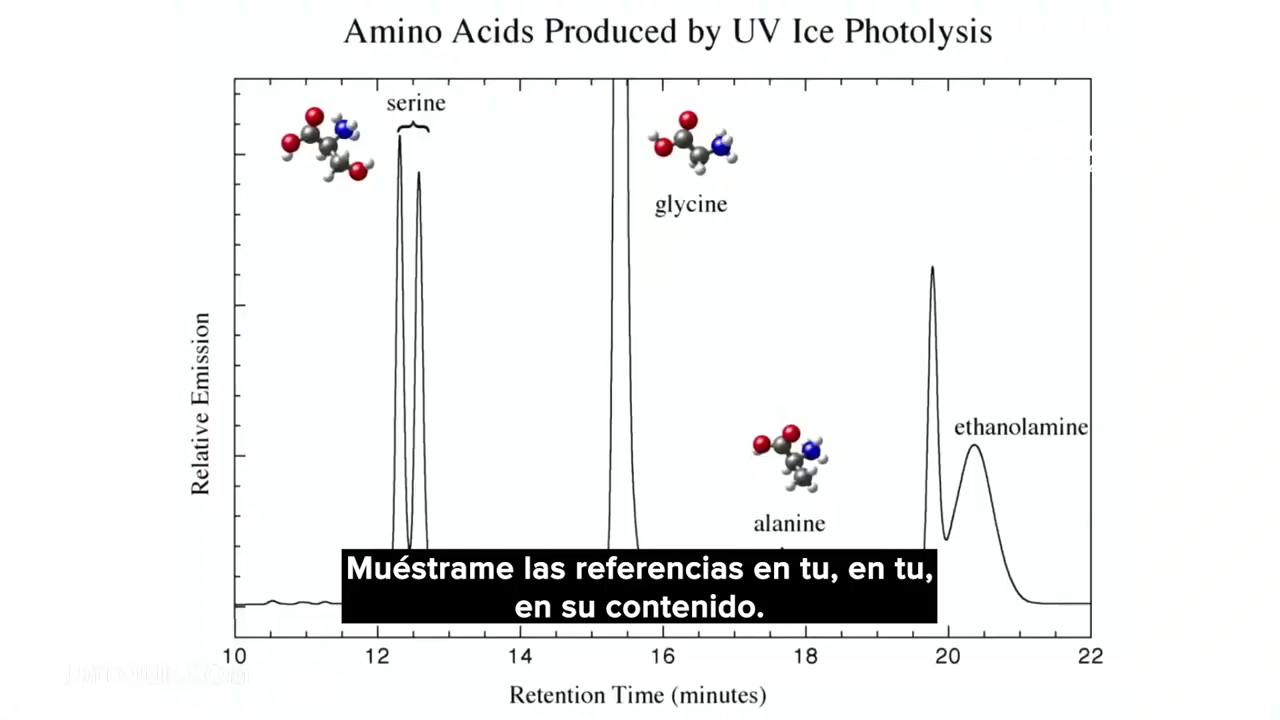 Amino Acids Produced by UV Ice Photolysis
serine
glycine
Relative Emission
ethanolamine
alanine
Muéstrame las referencias en tu, en tu,
en su contenido.
10 12 14 16 18 20 22
Retention Time (minutes)